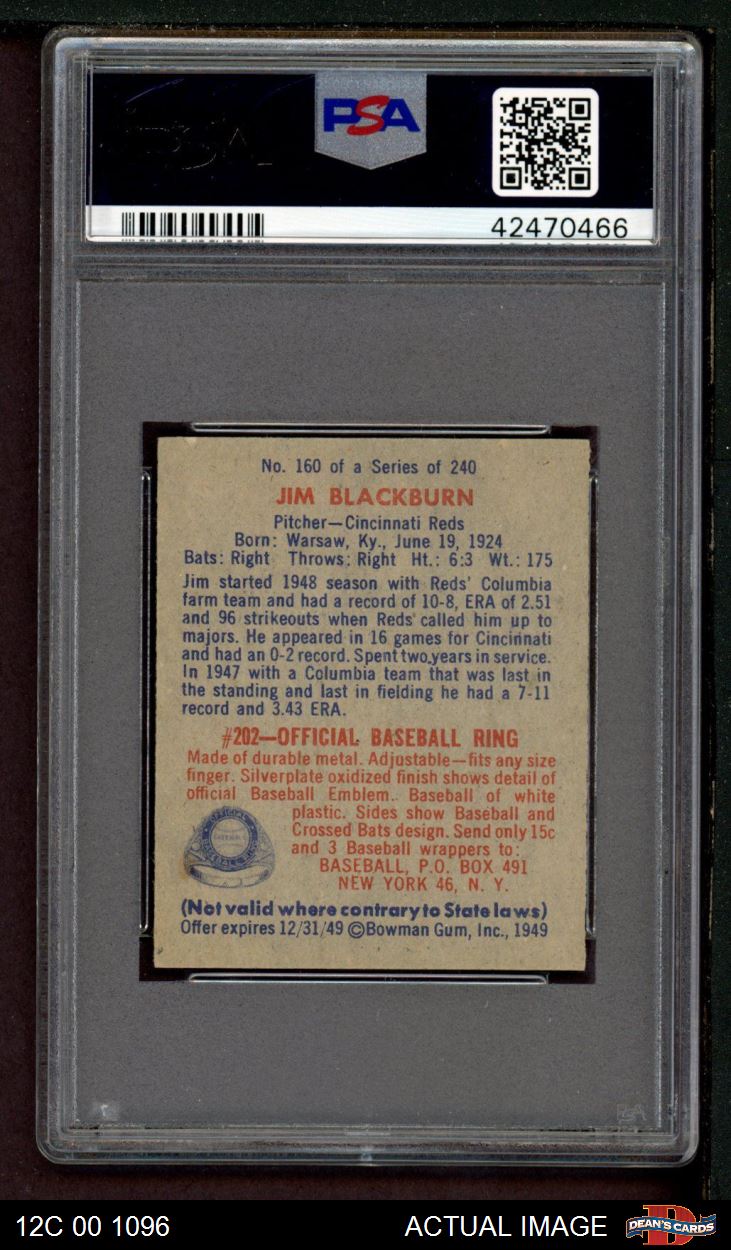 PSA
42470466
No. 160 of a Series of 240
JIM BLACKBURN
Pitcher—Cincinnati Reds
Born: Warsaw, Ky., June 19, 1924
Bats: Right Throws: Right Ht.: 6:3 Wt.: 175
Jim started 1948 season with Reds' Columbia
farm team and had a record of 10-8, ERA of 2.51
and 96 strikeouts when Reds called him up to
majors. He appeared in 16 games for Cincinnati
and had an 0-2 record. Spent two years in service.
In 1947 with a Columbia team that was last in
the standing and last in fielding he had a 7-11
record and 3.43 ERA.
#202—OFFICIAL BASEBALL RING
Made of durable metal. Adjustable—fits any size
finger. Silverplate oxidized finish shows detail of
official Baseball Emblem. Baseball of white
plastic. Sides show Baseball and
Crossed Bats design. Send only 15c
and 3 Baseball wrappers to:
BASEBALL, P.O. BOX 491
NEW YORK 46, N. Y.
OFFICIAL
BASEBALL RING
(Not valid where contrary to State laws)
Offer expires 12/31/49 ©Bowman Gum, Inc., 1949
12C 00 1096
ACTUAL IMAGE
DEAN'S CARDS